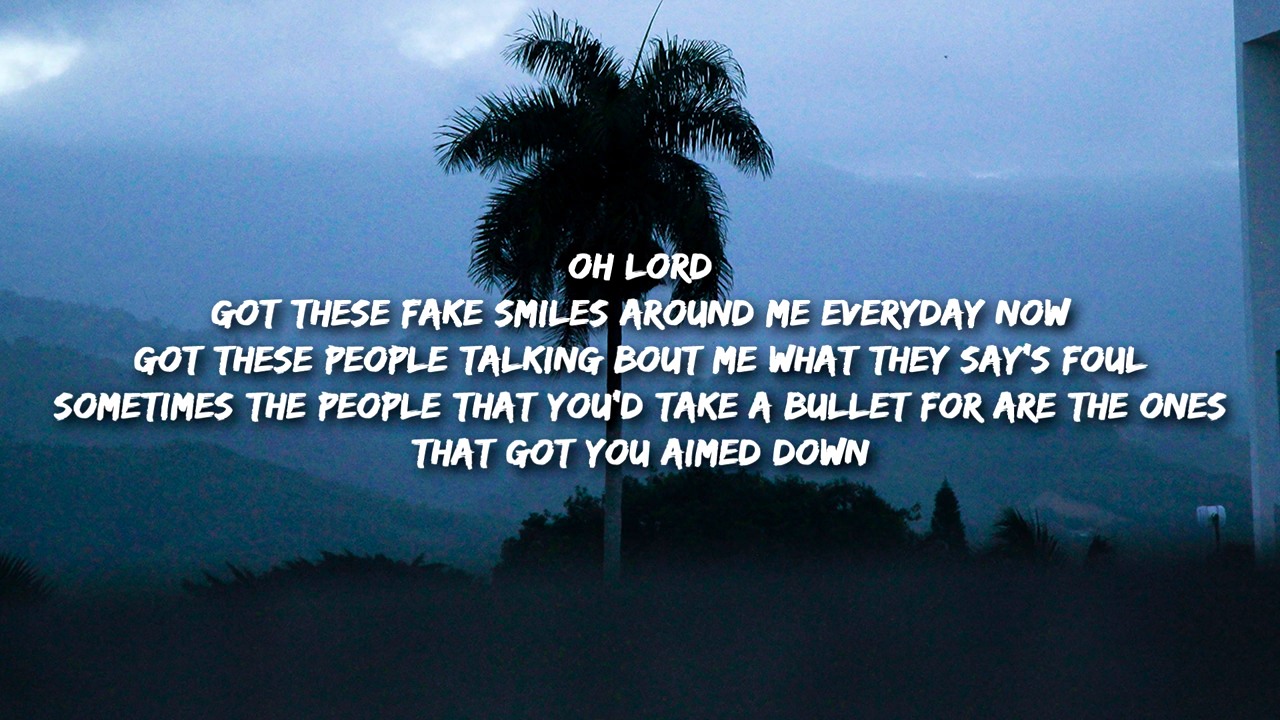 OH LORD
GOT THESE FAKE SMILES AROUND ME EVERYDAY NOW
GOT THESE PEOPLE TALKING BOUT ME WHAT THEY SAY'S FOUL
SOMETIMES THE PEOPLE THAT YOU'D TAKE A BULLET FOR ARE THE ONES
THAT GOT YOU AIMED DOWN